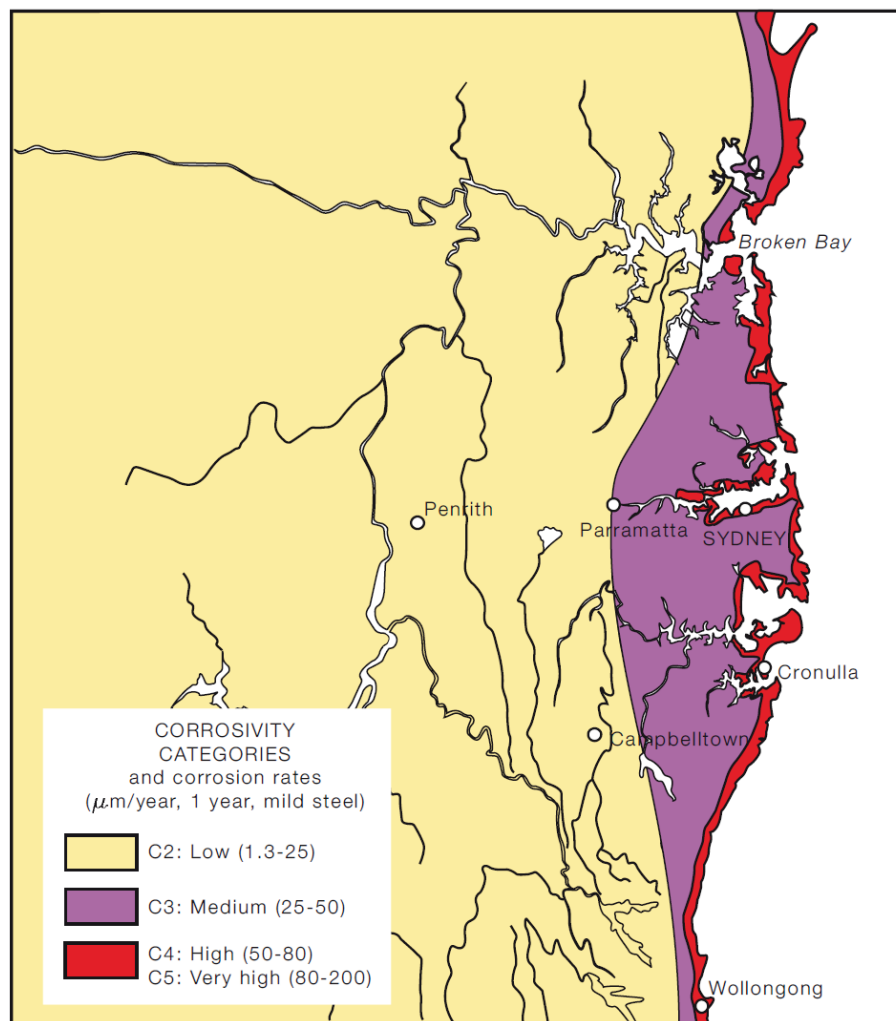 Broken Bay
Penrith
Parramatta
SYDNEY
Cronulla
Campbelltown
CORROSIVITY
CATEGORIES
and corrosion rates
(μm/year, 1 year, mild steel)
C2: Low (1.3-25)
C3: Medium (25-50)
C4: High (50-80)
C5: Very high (80-200)
Wollongong